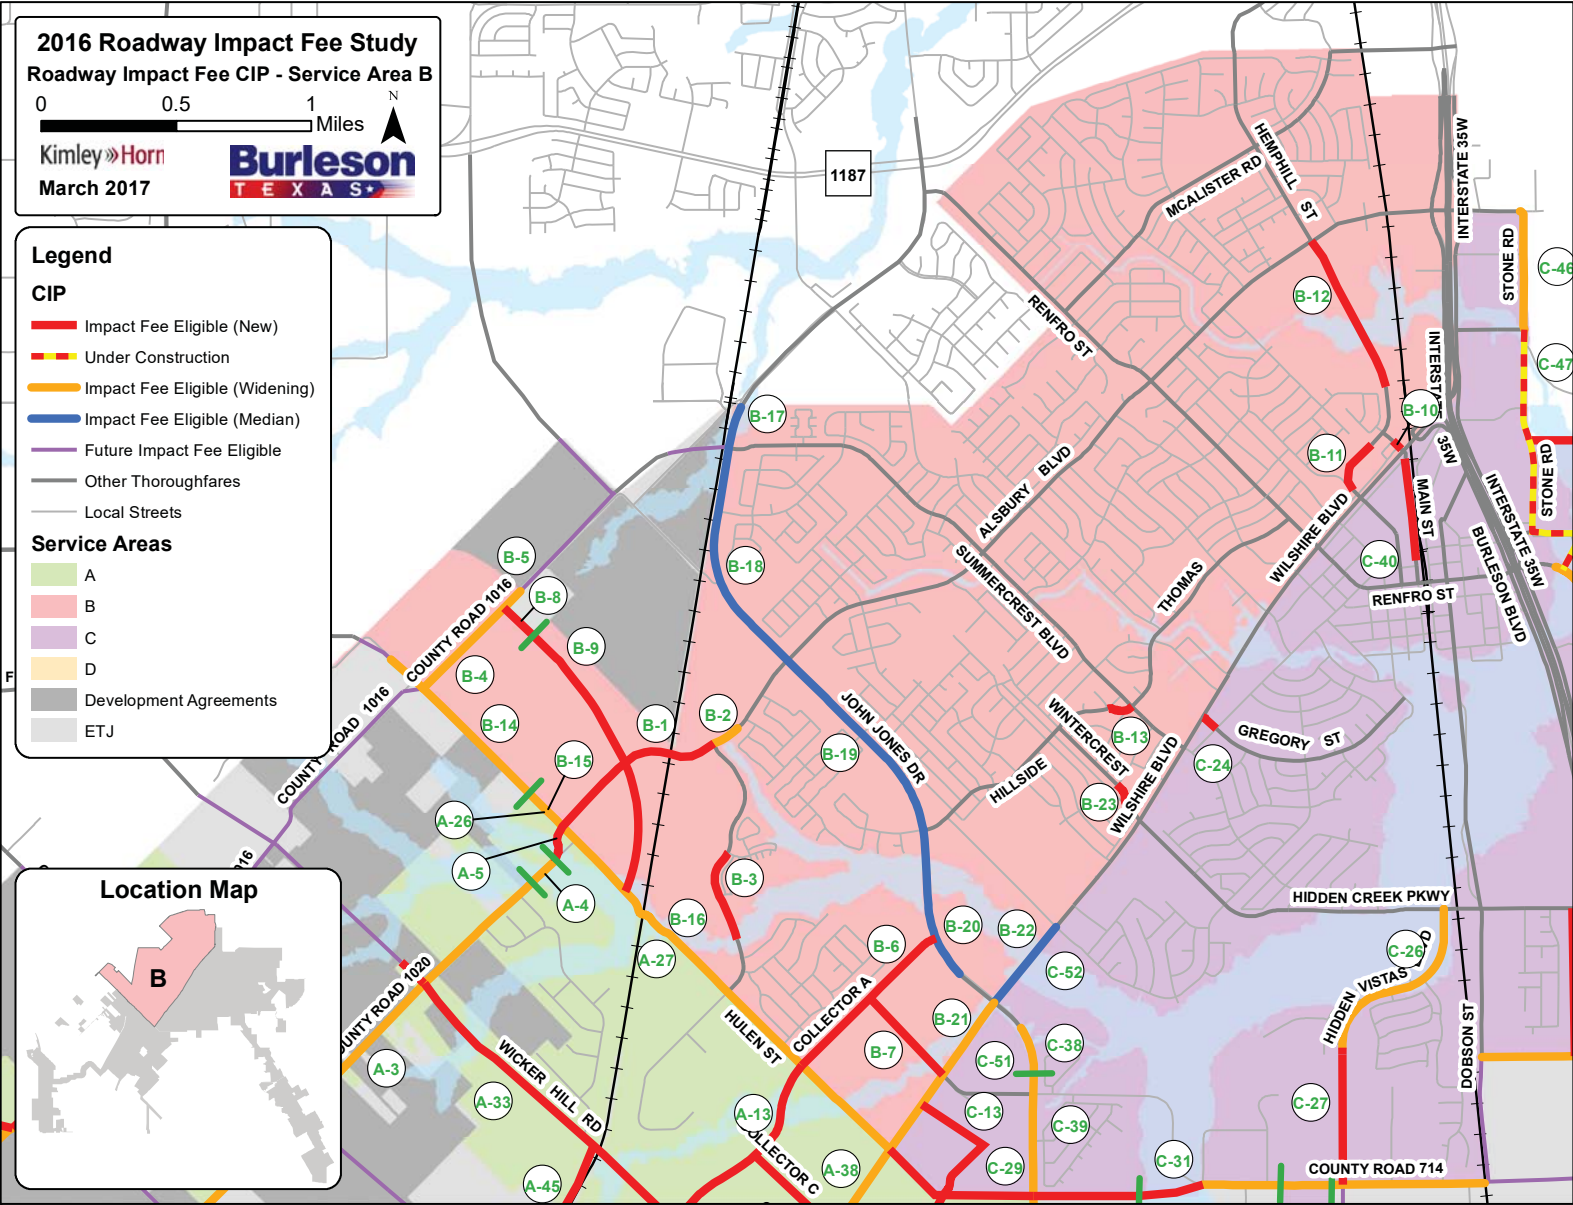 2016 Roadway Impact Fee Study
Roadway Impact Fee CIP - Service Area B
0 0.5 1
Miles
N
Kimley»Horn
March 2017
Burleson
TEXAS
Legend
CIP
Impact Fee Eligible (New)
Under Construction
Impact Fee Eligible (Widening)
Impact Fee Eligible (Median)
Future Impact Fee Eligible
Other Thoroughfares
Local Streets
Service Areas
A
B
C
D
Development Agreements
ETJ
Location Map
B
1187
HEMPHILL ST
MCALISTER RD
INTERSTATE 35W
STONE RD
C-46
B-12
RENFRO ST
C-47
INTERSTATE 35W
B-10
B-17
B-11
STONE RD
ALSBURY BLVD
MAIN ST
WILSHIRE BLVD
INTERSTATE 35W
BURLESON BLVD
B-5
B-18
C-40
SUMMERCREST BLVD
THOMAS
RENFRO ST
COUNTY ROAD 1016
B-8
B-9
B-4
COUNTY ROAD 1016
B-14
B-1
B-2
JOHN JONES DR
WINTERCREST
B-13
GREGORY ST
B-15
B-19
C-24
HILLSIDE
B-23
WILSHIRE BLVD
A-26
A-5
B-3
A-4
HIDDEN CREEK PKWY
B-16
B-20
B-22
B-6
C-26
A-27
C-52
COUNTY ROAD 1020
COLLECTOR A
HIDDEN VISTAS
HULEN ST
B-21
B-7
C-38
C-51
DOBSON ST
A-3
WICKER HILL RD
A-33
A-13
C-13
C-39
C-27
COLLECTOR C
A-38
C-29
C-31
COUNTY ROAD 714
A-45